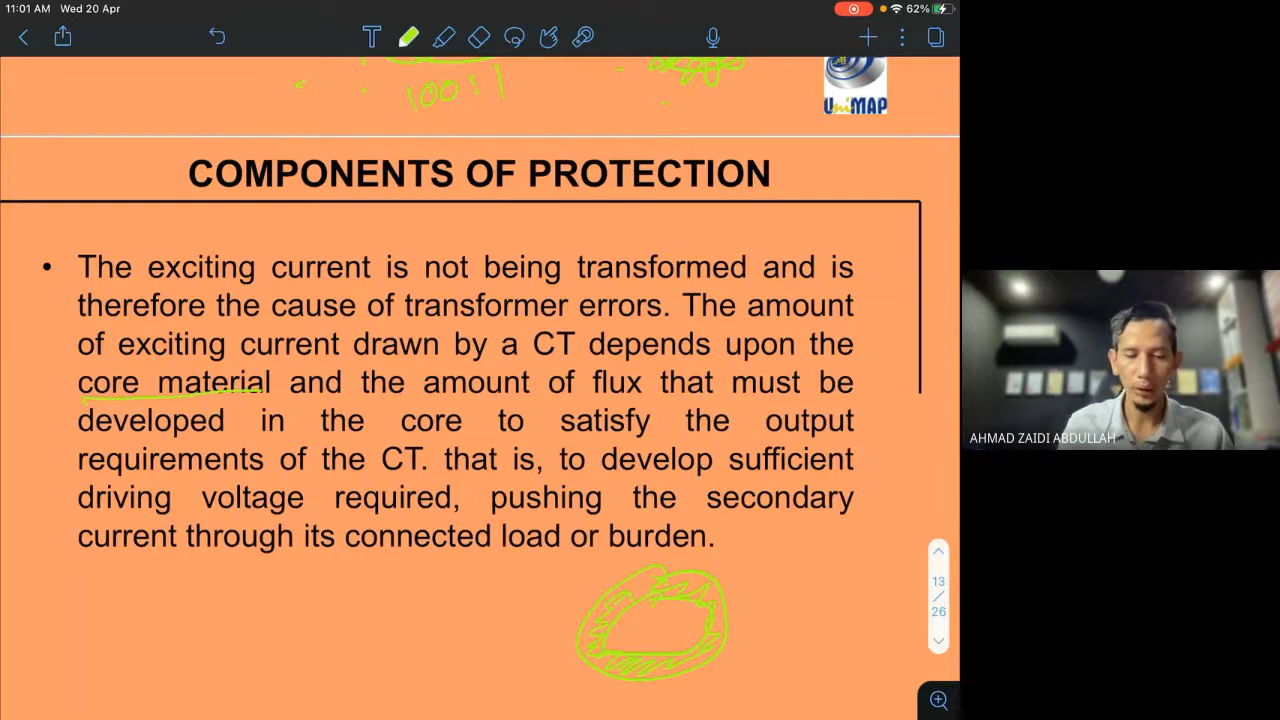 11:01 AM Wed 20 Apr
62%
T
100:1
UniMAP
COMPONENTS OF PROTECTION
• The exciting current is not being transformed and is
therefore the cause of transformer errors. The amount
of exciting current drawn by a CT depends upon the
core material and the amount of flux that must be
developed in the core to satisfy the output
requirements of the CT. that is, to develop sufficient
driving voltage required, pushing the secondary
current through its connected load or burden.
AHMAD ZAIDI ABDULLAH
13
/
26